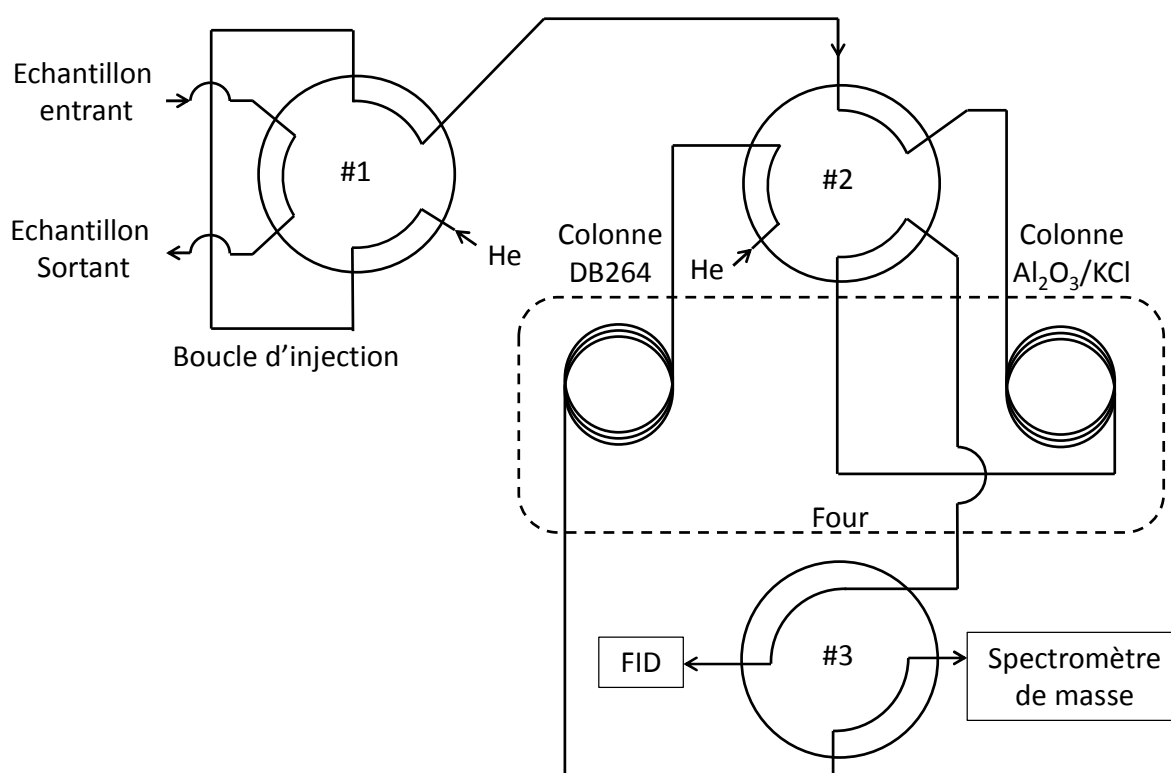 Echantillon
entrant
#1
#2
Echantillon
Sortant
He
Colonne
DB264
He
Colonne
Al₂O₃/KCl
Boucle d'injection
Four
FID
#3
Spectromètre
de masse